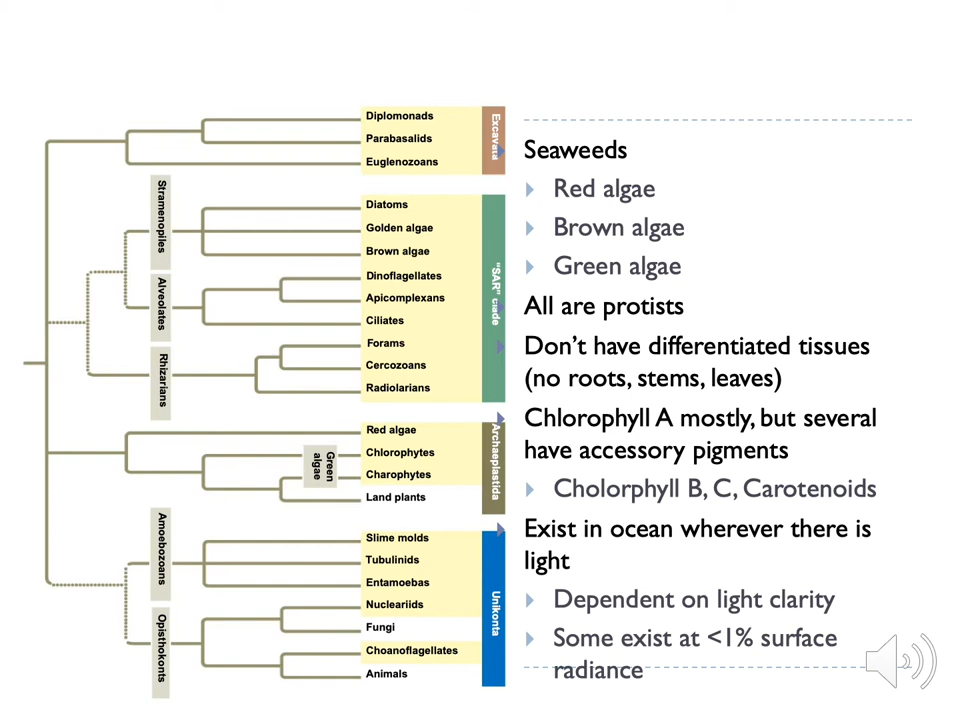 Diplomonads
Parabasalids
Euglenozoans
Excavata
Stramenopiles
Diatoms
Golden algae
Brown algae
Alveolates
Dinoflagellates
Apicomplexans
Ciliates
Rhizarians
Forams
Cercozoans
Radiolarians
"SAR" clade
Red algae
Green
algae
Chlorophytes
Charophytes
Land plants
Archaeplastida
Amoebozoans
Slime molds
Tubulinids
Entamoebas
Opisthokonts
Nucleariids
Fungi
Choanoflagellates
Animals
Unikonta
Seaweeds
Red algae
Brown algae
Green algae
All are protists
Don't have differentiated tissues
(no roots, stems, leaves)
Chlorophyll A mostly, but several
have accessory pigments
Cholorphyll B, C, Carotenoids
Exist in ocean wherever there is
light
Dependent on light clarity
Some exist at <1% surface
radiance